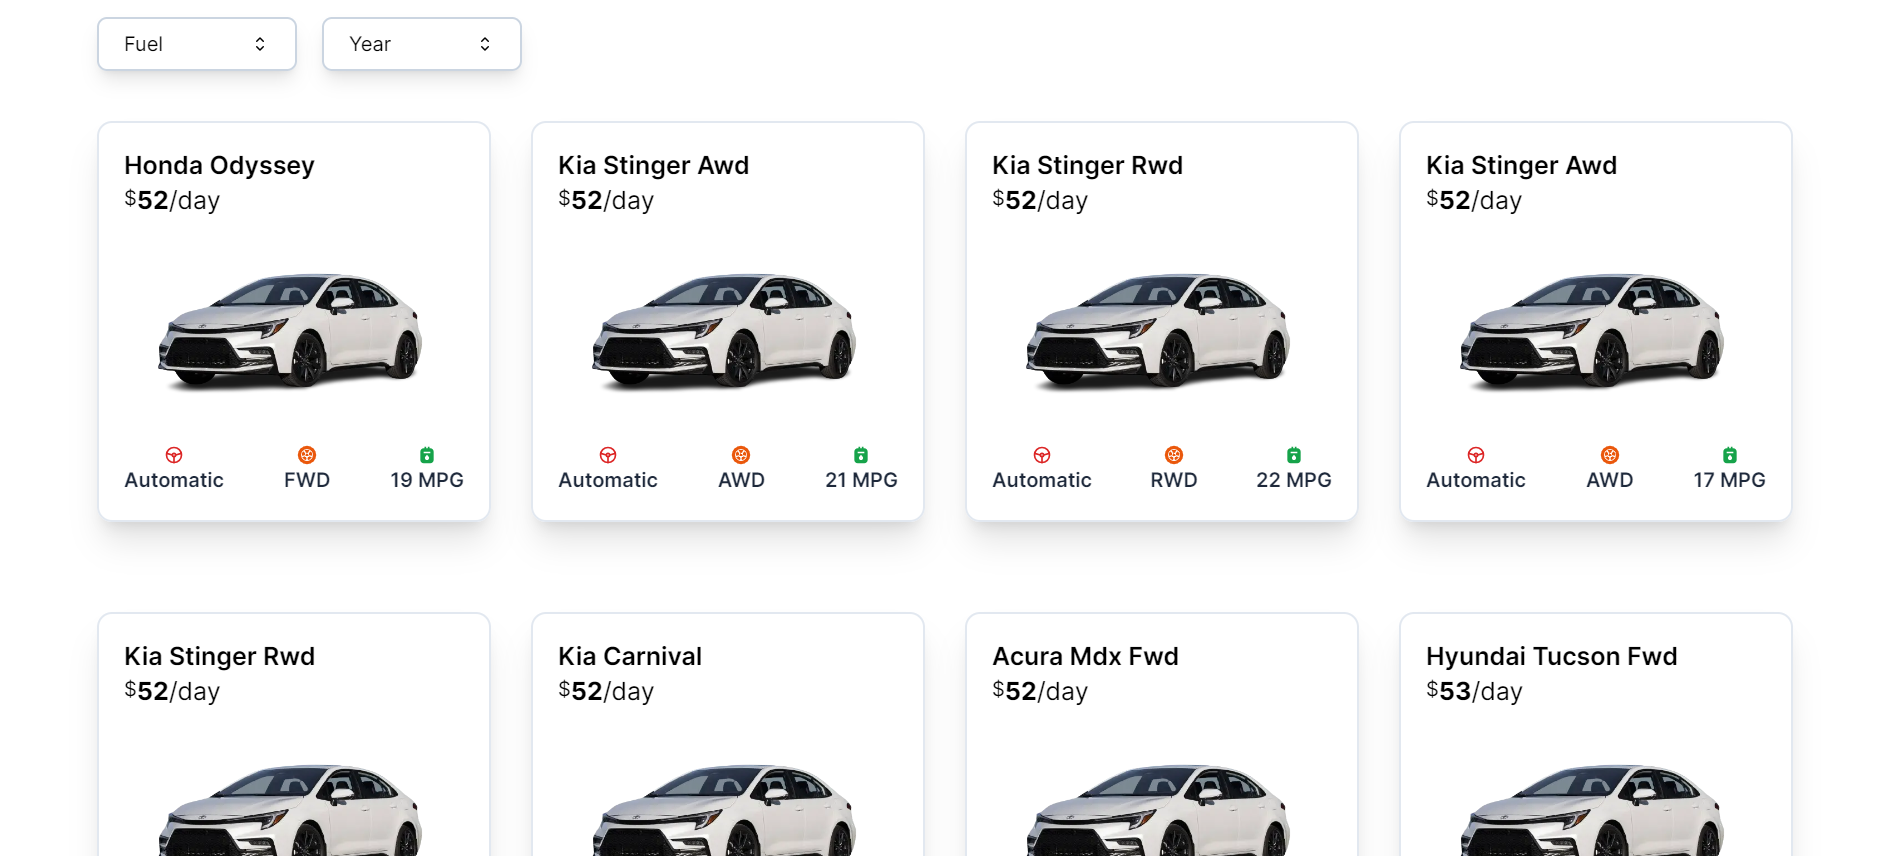 Fuel
Year
Honda Odyssey
$52/day
Automatic
FWD
19 MPG
Kia Stinger Awd
$52/day
Automatic
AWD
21 MPG
Kia Stinger Rwd
$52/day
Automatic
RWD
22 MPG
Kia Stinger Awd
$52/day
Automatic
AWD
17 MPG
Kia Stinger Rwd
$52/day
Kia Carnival
$52/day
Acura Mdx Fwd
$52/day
Hyundai Tucson Fwd
$53/day